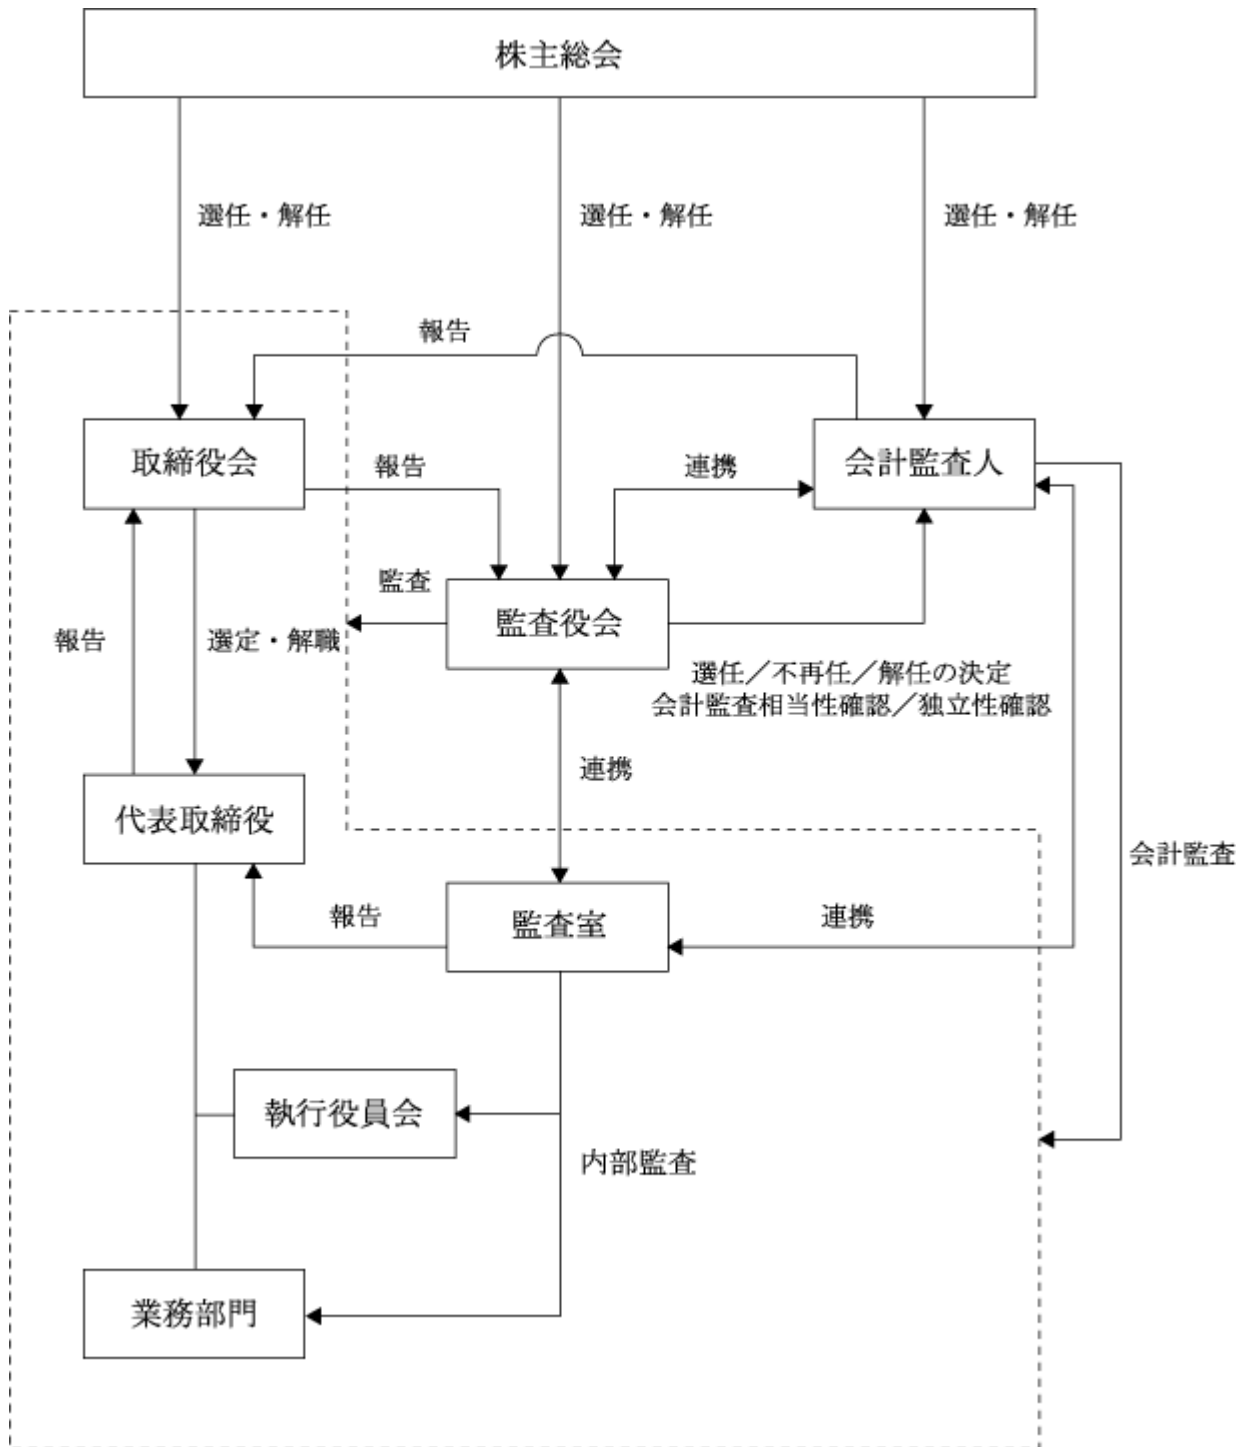 株主総会
選任・解任
選任・解任
選任・解任
報告
取締役会
報告
連携
会計監査人
監査
監査役会
報告
選定・解職
選任／不再任／解任の決定
会計監査相当性確認／独立性確認
連携
代表取締役
会計監査
報告
監査室
連携
執行役員会
内部監査
業務部門